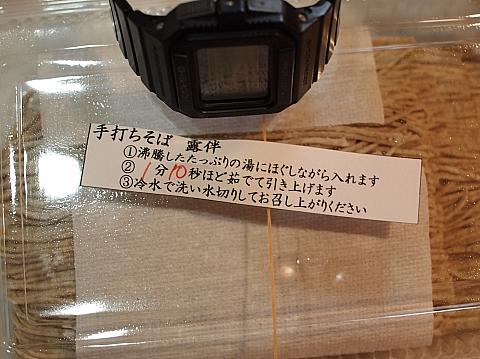 手打ちそば 露伴
①沸騰したたっぷりの湯にほぐしながら入れます
②1分10秒ほど茹でて引き上げます
③冷水で洗い水切りしてお召し上がりください